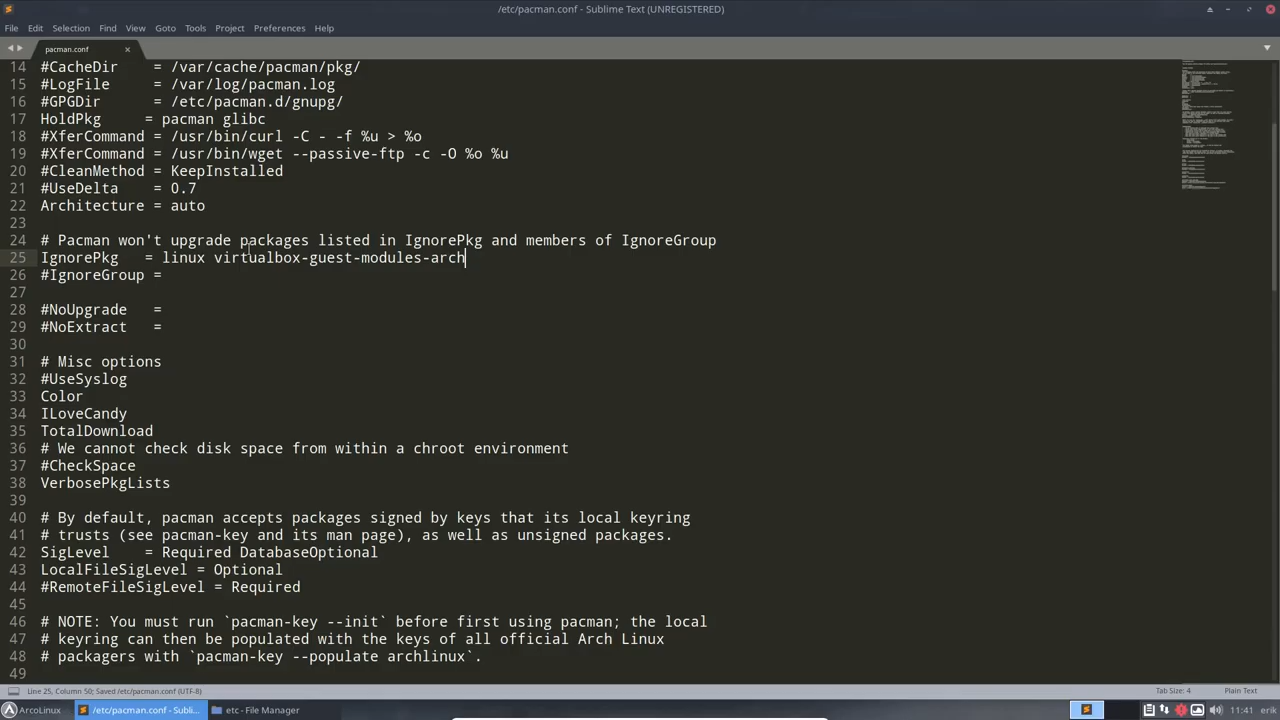 /etc/pacman.conf - Sublime Text (UNREGISTERED)
File Edit Selection Find View Goto Tools Project Preferences Help
pacman.conf ×
14 #CacheDir    = /var/cache/pacman/pkg/
15 #LogFile     = /var/log/pacman.log
16 #GPGDir      = /etc/pacman.d/gnupg/
17 HoldPkg     = pacman glibc
18 #XferCommand = /usr/bin/curl -C - -f %u > %o
19 #XferCommand = /usr/bin/wget --passive-ftp -c -O %o %u
20 #CleanMethod = KeepInstalled
21 #UseDelta    = 0.7
22 Architecture = auto
23
24 # Pacman won't upgrade packages listed in IgnorePkg and members of IgnoreGroup
25 IgnorePkg   = linux virtualbox-guest-modules-arch
26 #IgnoreGroup =
27
28 #NoUpgrade   =
29 #NoExtract   =
30
31 # Misc options
32 #UseSyslog
33 Color
34 ILoveCandy
35 TotalDownload
36 # We cannot check disk space from within a chroot environment
37 #CheckSpace
38 VerbosePkgLists
39
40 # By default, pacman accepts packages signed by keys that its local keyring
41 # trusts (see pacman-key and its man page), as well as unsigned packages.
42 SigLevel    = Required DatabaseOptional
43 LocalFileSigLevel = Optional
44 #RemoteFileSigLevel = Required
45
46 # NOTE: You must run `pacman-key --init` before first using pacman; the local
47 # keyring can then be populated with the keys of all official Arch Linux
48 # packagers with `pacman-key --populate archlinux`.
49
Line 25, Column 50; Saved /etc/pacman.conf (UTF-8) Tab Size: 4 Plain Text
ArcoLinux /etc/pacman.conf - Subli... etc - File Manager 11:41 erik